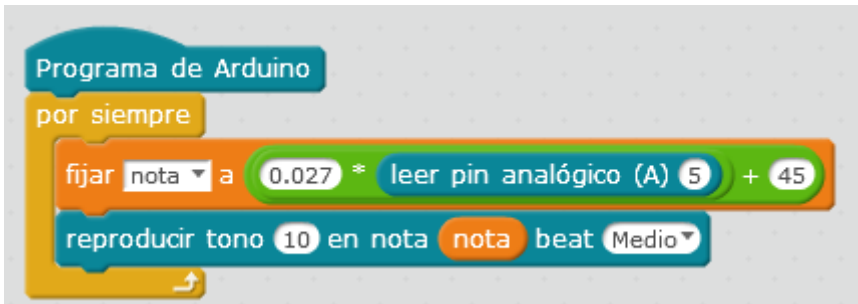 Programa de Arduino
por siempre
fijar nota a 0.027 * leer pin analógico (A) 5 + 45
reproducir tono 10 en nota nota beat Medio